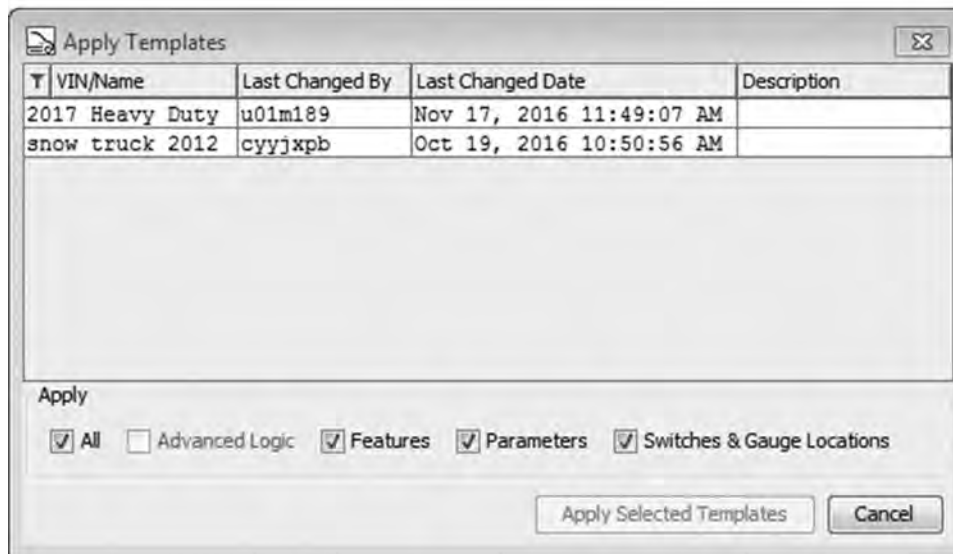 Apply Templates
VIN/Name Last Changed By Last Changed Date Description
2017 Heavy Duty u01m189 Nov 17, 2016 11:49:07 AM
snow truck 2012 cyyjxpb Oct 19, 2016 10:50:56 AM
Apply
All Advanced Logic Features Parameters Switches & Gauge Locations
Apply Selected Templates Cancel